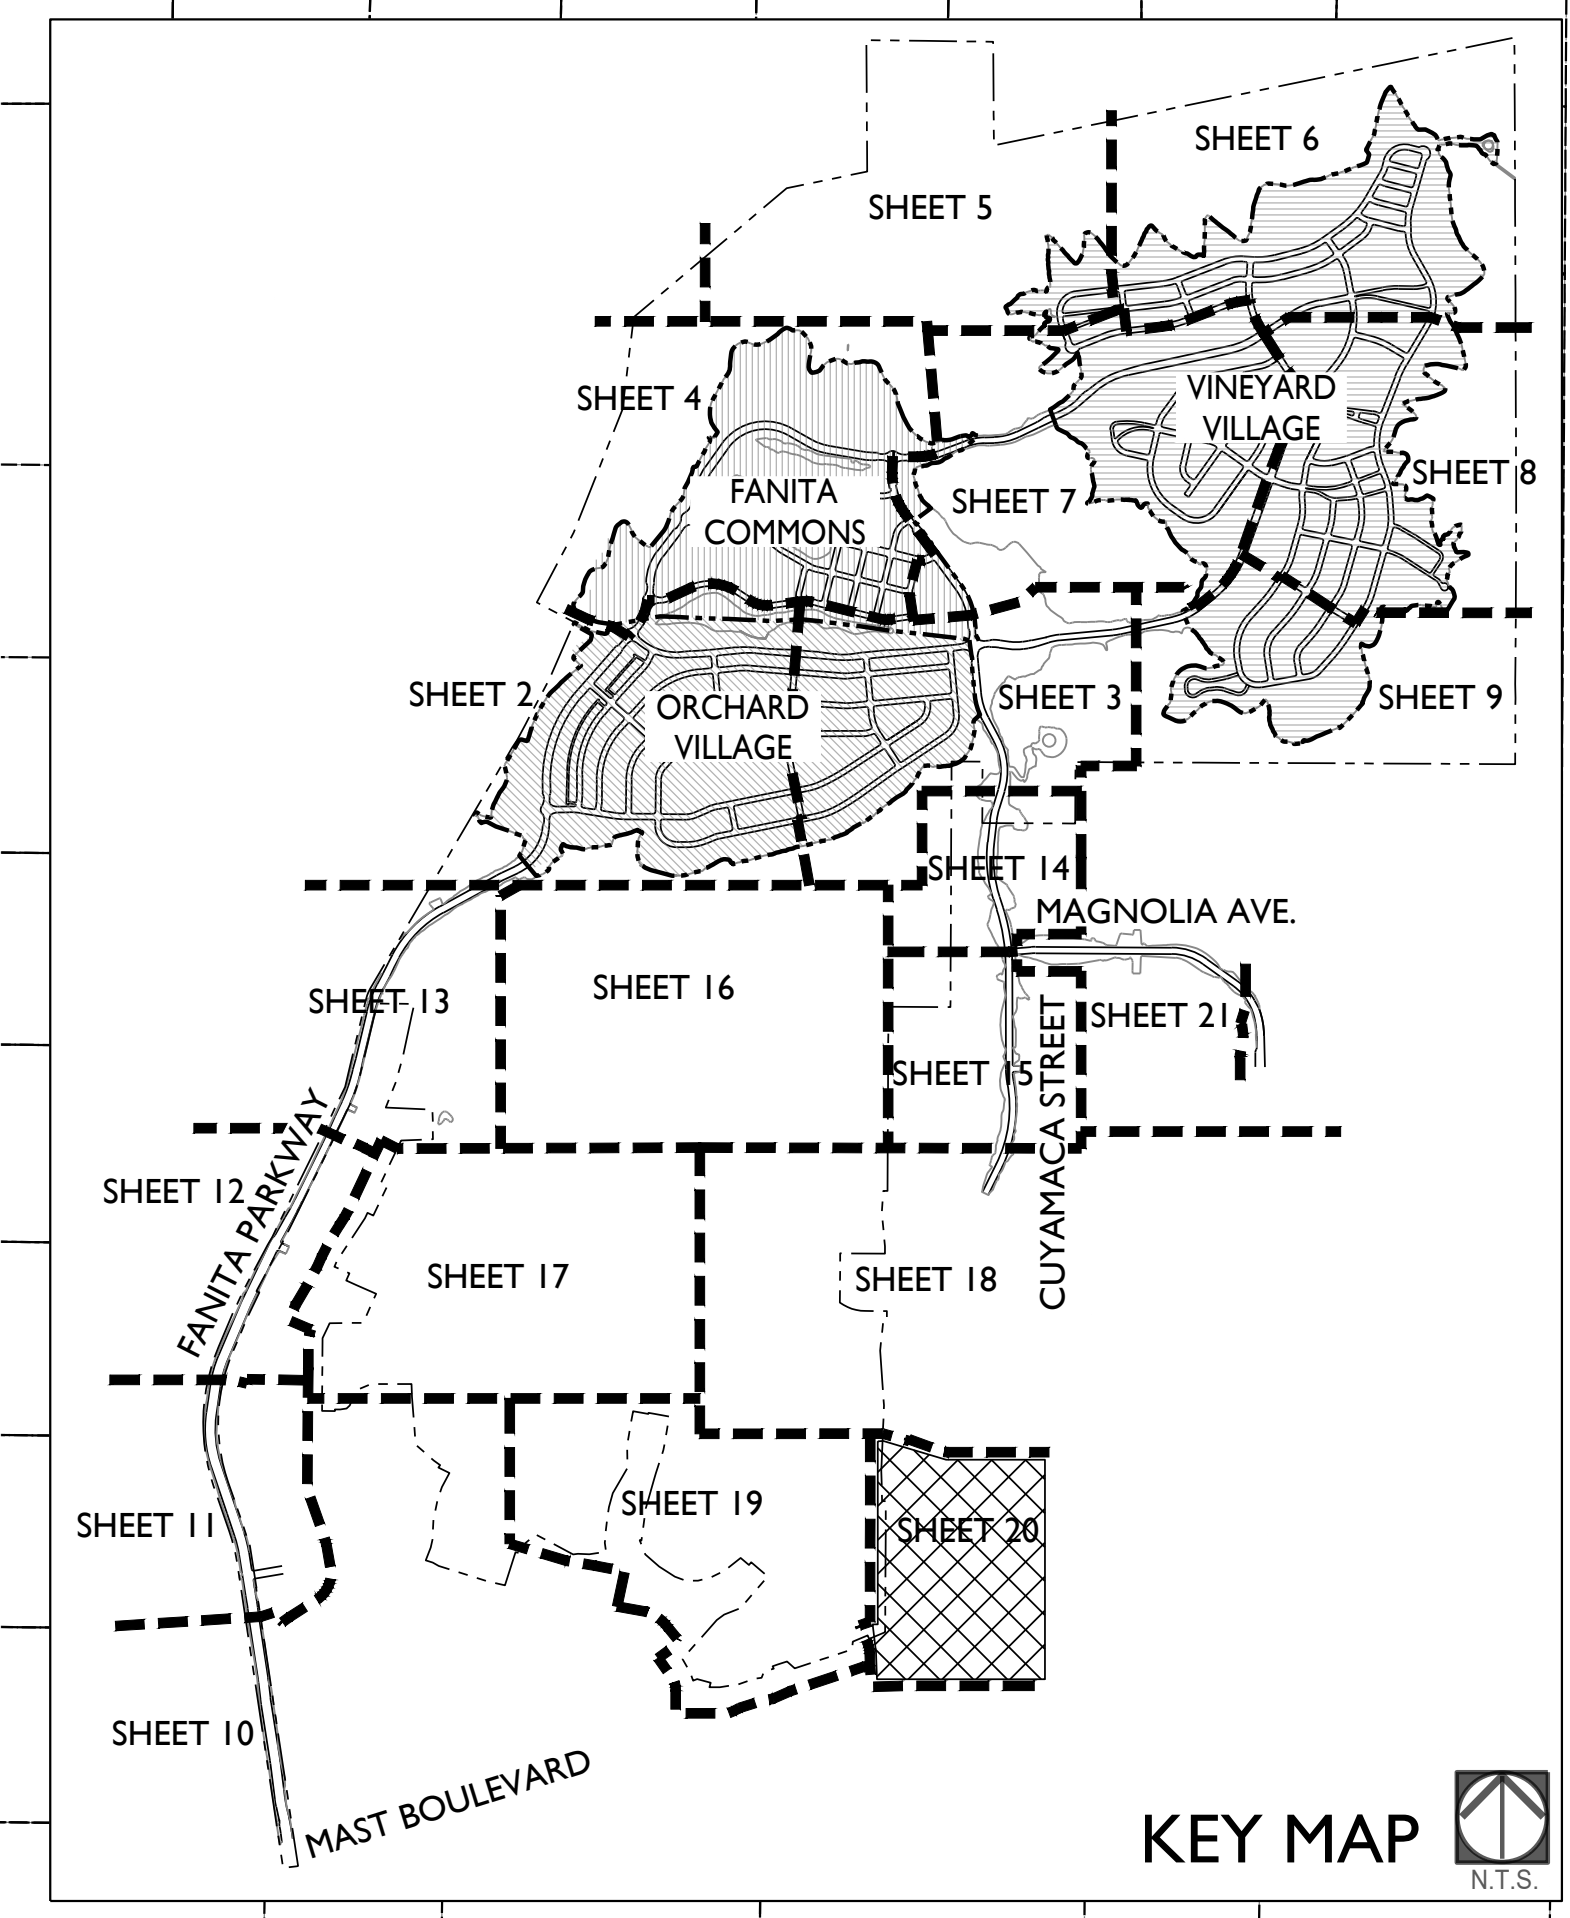 SHEET 6
SHEET 5
SHEET 4
VINEYARD
VILLAGE
SHEET 8
FANITA
COMMONS
SHEET 7
SHEET 2
ORCHARD
VILLAGE
SHEET 3
SHEET 9
SHEET 14
MAGNOLIA AVE.
SHEET 13
SHEET 16
SHEET 21
SHEET 15
CUYAMACA STREET
SHEET 12
FANITA PARKWAY
SHEET 17
SHEET 18
SHEET 11
SHEET 19
SHEET 20
SHEET 10
MAST BOULEVARD
KEY MAP
N.T.S.